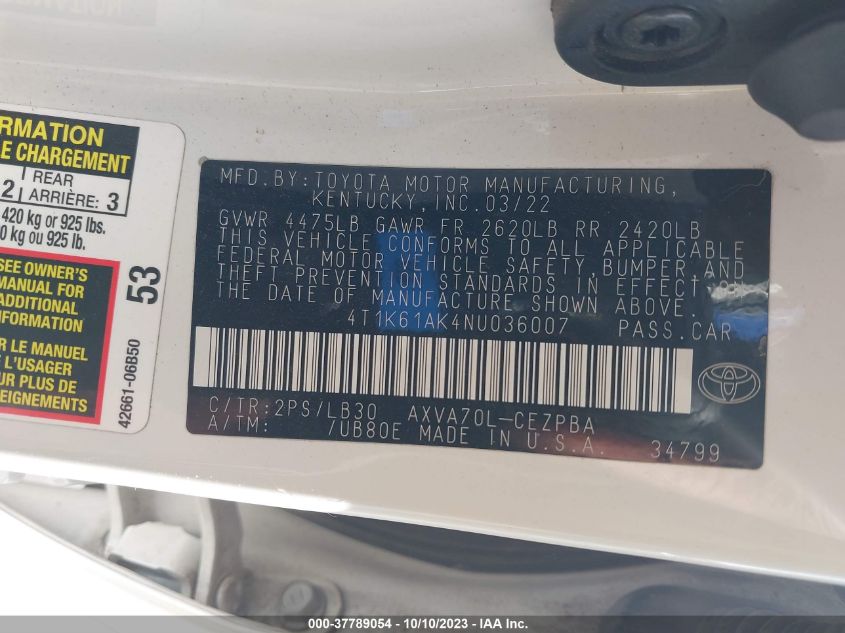 RMATION
E CHARGEMENT
2 REAR
ARRIÈRE: 3
420 kg or 925 lbs.
0 kg ou 925 lb.
SEE OWNER'S
MANUAL FOR
ADDITIONAL
INFORMATION
R LE MANUEL
E L'USAGER
UR PLUS DE
SEIGNEMENTS
53
42661-06B50
MFD. BY: TOYOTA MOTOR MANUFACTURING,
KENTUCKY, INC. 03/22
GVWR 4475LB GAWR FR 2620LB RR 2420LB
THIS VEHICLE CONFORMS TO ALL APPLICABLE
FEDERAL MOTOR VEHICLE SAFETY, BUMPER, AND
THEFT PREVENTION STANDARDS IN EFFECT ON
THE DATE OF MANUFACTURE SHOWN ABOVE.
4T1K61AK4NU036007 PASS.CAR
C/TR: 2PS/LB30 AXVA70L-CEZPBA
A/TM: /UB80E MADE IN U.S.A. 34799
000-37789054 - 10/10/2023 - IAA Inc.